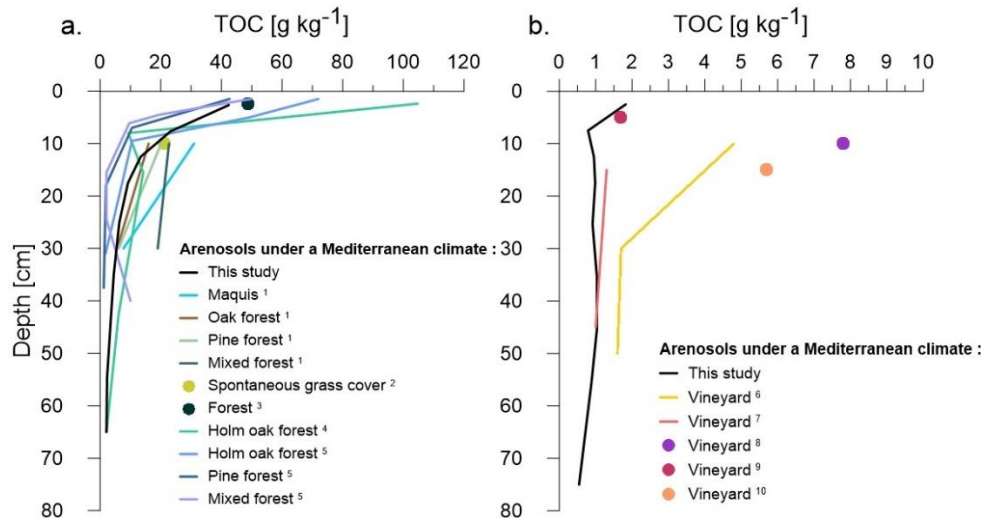 a.
TOC [g kg⁻¹]
0 20 40 60 80 100 120
0
10
20
30
40
50
60
70
80
Depth [cm]
Arenosols under a Mediterranean climate :
This study
Maquis ¹
Oak forest ¹
Pine forest ¹
Mixed forest ¹
Spontaneous grass cover ²
Forest ³
Holm oak forest ⁴
Holm oak forest ⁵
Pine forest ⁵
Mixed forest ⁵
b.
TOC [g kg⁻¹]
0 1 2 3 4 5 6 7 8 9 10
0
10
20
30
40
50
60
70
80
Arenosols under a Mediterranean climate :
This study
Vineyard ⁶
Vineyard ⁷
Vineyard ⁸
Vineyard ⁹
Vineyard ¹⁰